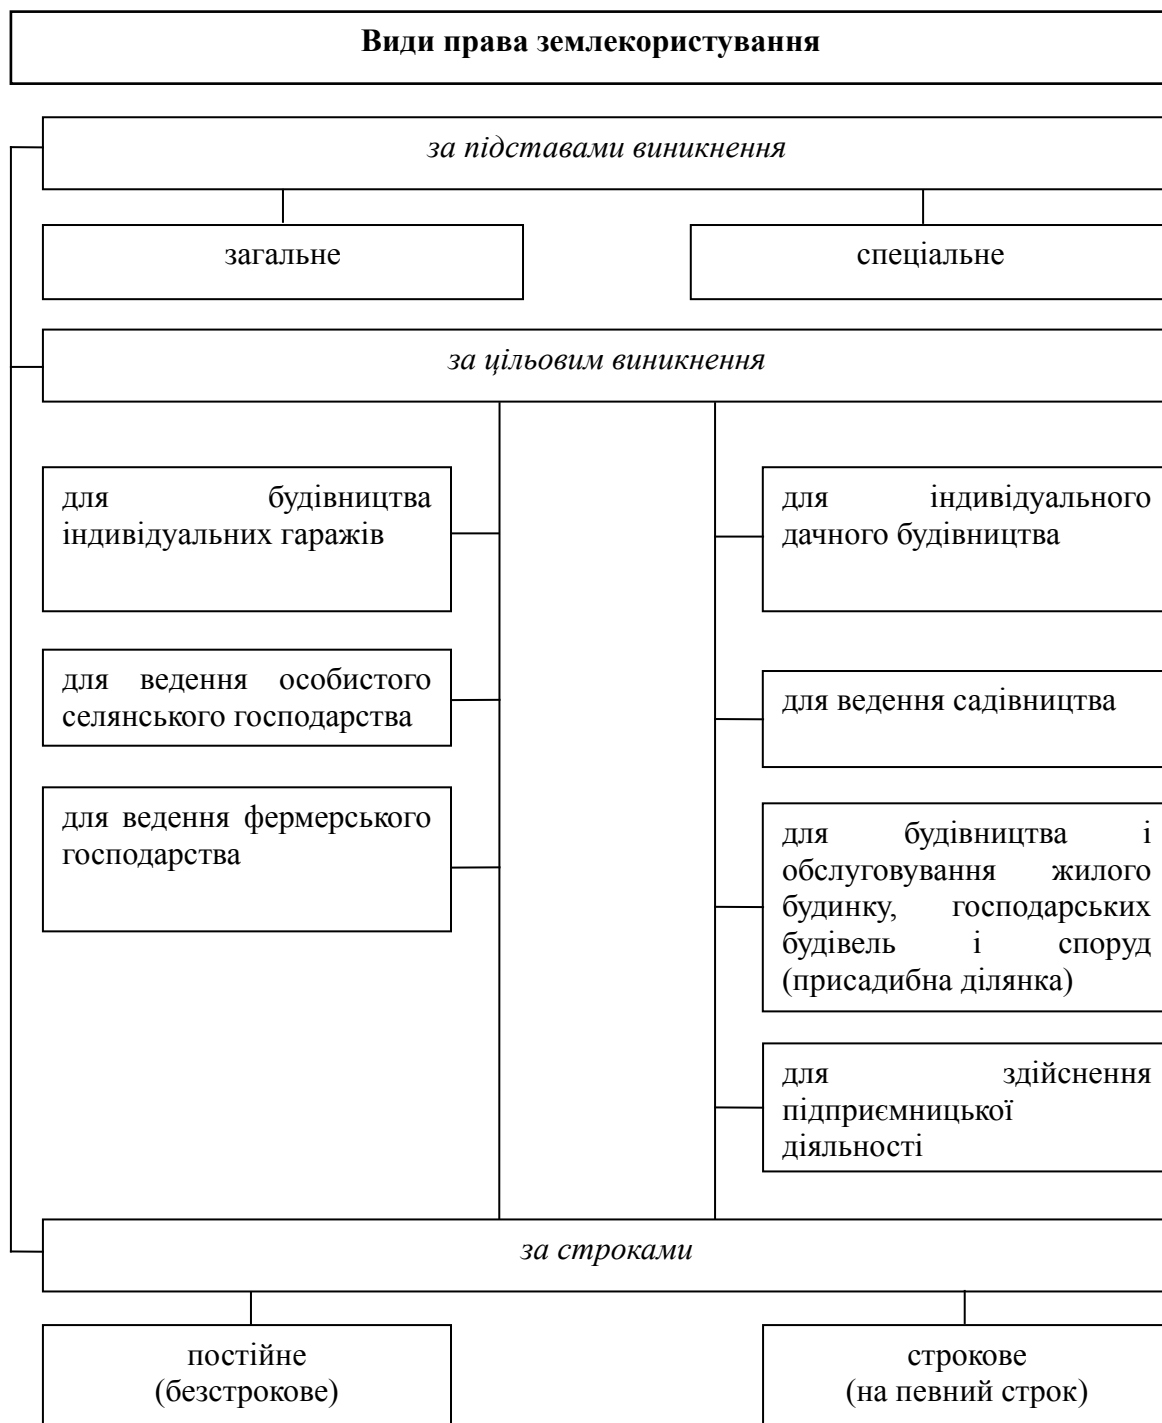 Види права землекористування
за підставами виникнення
загальне
спеціальне
за цільовим виникнення
для будівництва
індивідуальних гаражів
для індивідуального
дачного будівництва
для ведення особистого
селянського господарства
для ведення садівництва
для ведення фермерського
господарства
для будівництва і
обслуговування жилого
будинку, господарських
будівель і споруд
(присадибна ділянка)
для здійснення
підприємницької
діяльності
за строками
постійне
(безстрокове)
строкове
(на певний строк)